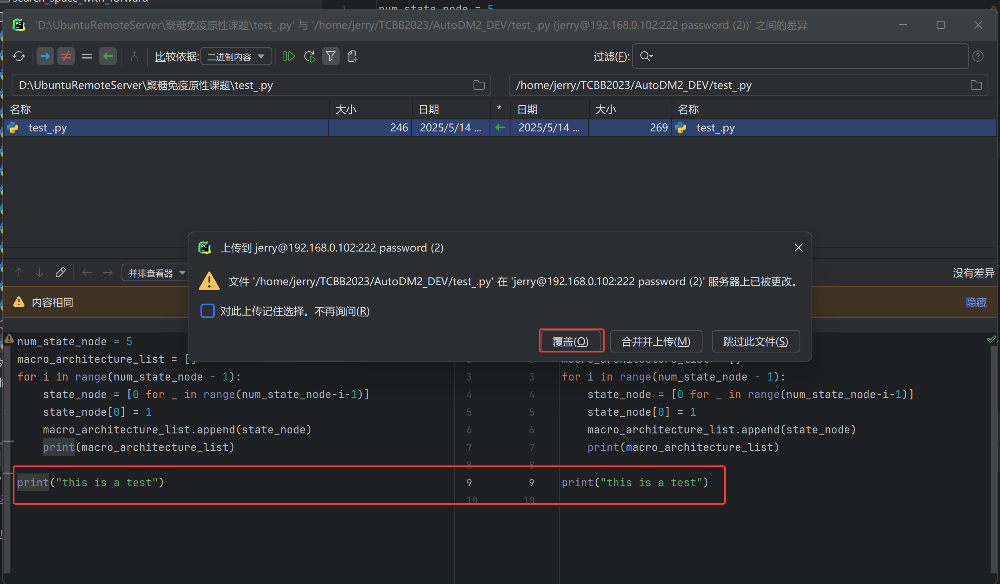 search_space_with_forward
1 num_state_node = 5
'D:\UbuntuRemoteServer\聚糖免疫原性课题\test_.py' 与 '/home/jerry/TCBB2023/AutoDM2_DEV/test_.py (jerry@192.168.0.102:222 password (2))' 之间的差异
比较依据: 二进制内容 过滤(F):
D:\UbuntuRemoteServer\聚糖免疫原性课题\test_.py /home/jerry/TCBB2023/AutoDM2_DEV/test_.py
名称 大小 日期 * 日期 大小 名称
test_.py 246 2025/5/14 ... 2025/5/14 ... 269 test_.py
上传到 jerry@192.168.0.102:222 password (2)
并排查看器 没有差异
文件 '/home/jerry/TCBB2023/AutoDM2_DEV/test_.py' 在 'jerry@192.168.0.102:222 password (2)' 服务器上已被更改。
内容相同 隐藏
对此上传记住选择。不再询问(R)
覆盖(O) 合并并上传(M) 跳过此文件(S)
num_state_node = 5
macro_architecture_list = [] 2 2 macro_architecture_list = []
for i in range(num_state_node - 1): 3 3 for i in range(num_state_node - 1):
state_node = [0 for _ in range(num_state_node-i-1)] 4 4 state_node = [0 for _ in range(num_state_node-i-1)]
state_node[0] = 1 5 5 state_node[0] = 1
macro_architecture_list.append(state_node) 6 6 macro_architecture_list.append(state_node)
print(macro_architecture_list) 7 7 print(macro_architecture_list)
8 8
print("this is a test") 9 9 print("this is a test")
10 10